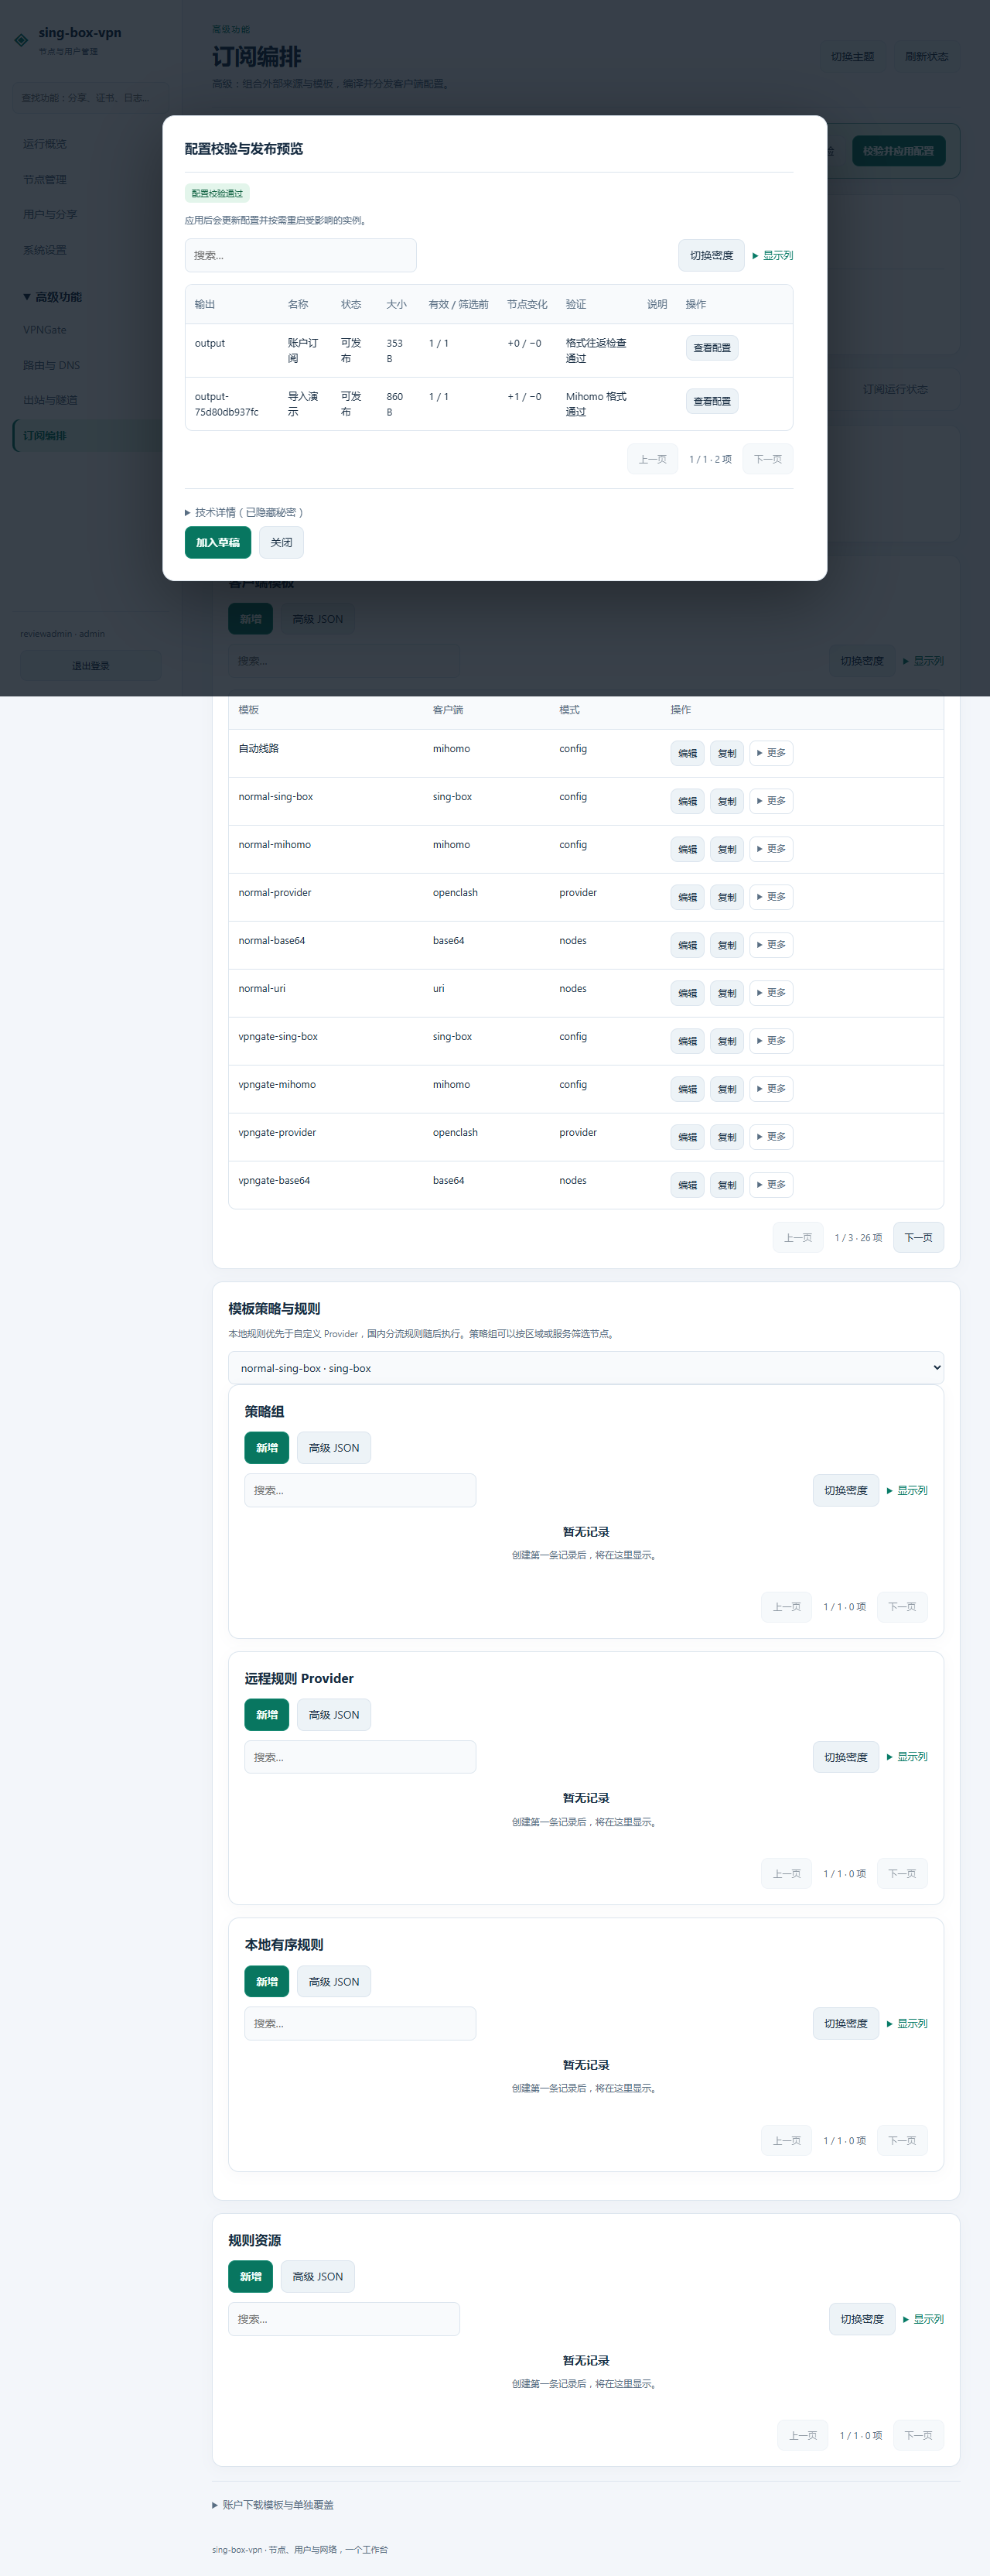 sing-box-vpn
节点与用户管理
查找功能：分享、证书、日志...
运行概览
节点管理
用户与分享
系统设置
▼ 高级功能
VPNGate
路由与 DNS
出站与隧道
订阅编排
reviewadmin · admin
退出登录
高级功能
订阅编排
高级：组合外部来源与模板，编译并分发客户端配置。
切换主题
刷新状态
校验并应用配置
订阅运行状态
配置校验与发布预览
配置校验通过
应用后会更新配置并按需重启受影响的实例。
搜索...
切换密度
▶ 显示列
输出 名称 状态 大小 有效 / 筛选前 节点变化 验证 说明 操作
output 账户订阅 可发布 353 B 1 / 1 +0 / −0 格式往返检查通过 查看配置
output-75d80db937fc 导入演示 可发布 860 B 1 / 1 +1 / −0 Mihomo 格式通过 查看配置
上一页 1 / 1 · 2 项 下一页
▶ 技术详情（已隐藏秘密）
加入草稿 关闭
客户端模板
新增 高级 JSON
搜索...
切换密度 ▶ 显示列
模板 客户端 模式 操作
自动线路 mihomo config 编辑 复制 ▶ 更多
normal-sing-box sing-box config 编辑 复制 ▶ 更多
normal-mihomo mihomo config 编辑 复制 ▶ 更多
normal-provider openclash provider 编辑 复制 ▶ 更多
normal-base64 base64 nodes 编辑 复制 ▶ 更多
normal-uri uri nodes 编辑 复制 ▶ 更多
vpngate-sing-box sing-box config 编辑 复制 ▶ 更多
vpngate-mihomo mihomo config 编辑 复制 ▶ 更多
vpngate-provider openclash provider 编辑 复制 ▶ 更多
vpngate-base64 base64 nodes 编辑 复制 ▶ 更多
上一页 1 / 3 · 26 项 下一页
模板策略与规则
本地规则优先于自定义 Provider，国内分流规则随后执行。策略组可以按区域或服务筛选节点。
normal-sing-box · sing-box
策略组
新增 高级 JSON
搜索...
切换密度 ▶ 显示列
暂无记录
创建第一条记录后，将在这里显示。
上一页 1 / 1 · 0 项 下一页
远程规则 Provider
新增 高级 JSON
搜索...
切换密度 ▶ 显示列
暂无记录
创建第一条记录后，将在这里显示。
上一页 1 / 1 · 0 项 下一页
本地有序规则
新增 高级 JSON
搜索...
切换密度 ▶ 显示列
暂无记录
创建第一条记录后，将在这里显示。
上一页 1 / 1 · 0 项 下一页
规则资源
新增 高级 JSON
搜索...
切换密度 ▶ 显示列
暂无记录
创建第一条记录后，将在这里显示。
上一页 1 / 1 · 0 项 下一页
▶ 账户下载模板与单独覆盖
sing-box-vpn · 节点、用户与网络，一个工作台